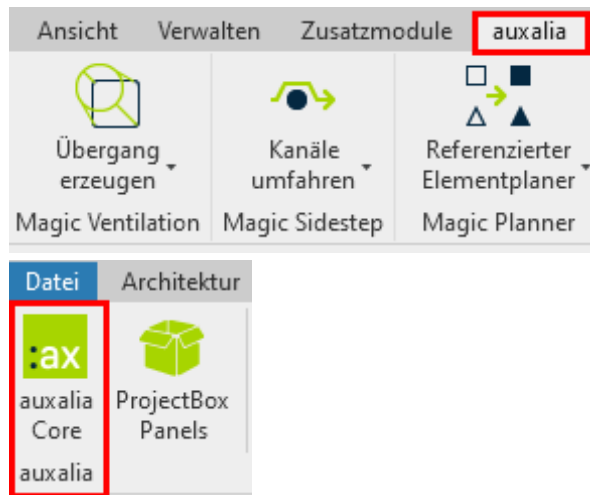 Ansicht Verwalten Zusatzmodule auxalia
Übergang Kanäle Referenzierter
erzeugen umfahren Elementplaner
Magic Ventilation Magic Sidestep Magic Planner
Datei Architektur
:ax
auxalia ProjectBox
Core Panels
auxalia